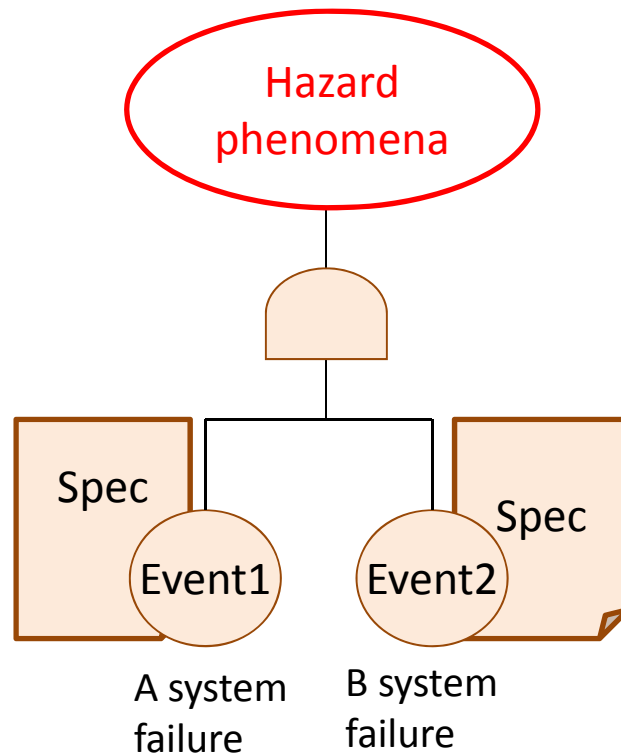 Hazard
phenomena
Spec
Spec
Event1
Event2
A system
failure
B system
failure